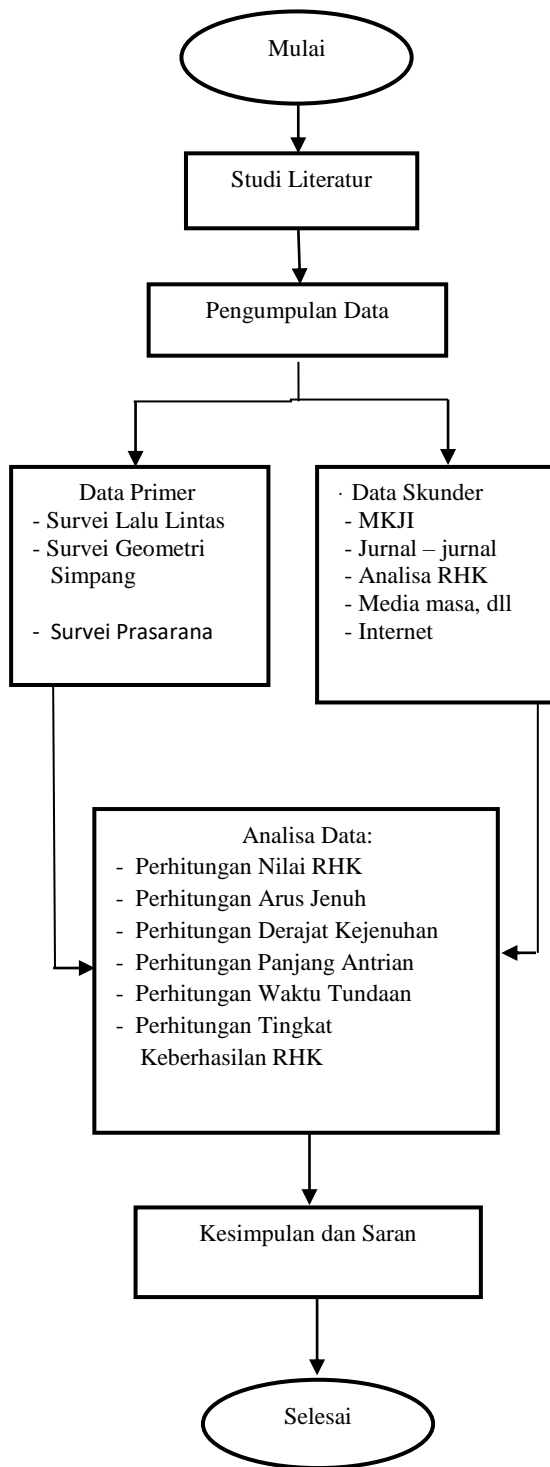 Mulai
Studi Literatur
Pengumpulan Data
Data Primer
- Survei Lalu Lintas
- Survei Geometri
Simpang
- Survei Prasarana
· Data Skunder
- MKJI
- Jurnal – jurnal
- Analisa RHK
- Media masa, dll
- Internet
Analisa Data:
- Perhitungan Nilai RHK
- Perhitungan Arus Jenuh
- Perhitungan Derajat Kejenuhan
- Perhitungan Panjang Antrian
- Perhitungan Waktu Tundaan
- Perhitungan Tingkat
Keberhasilan RHK
Kesimpulan dan Saran
Selesai